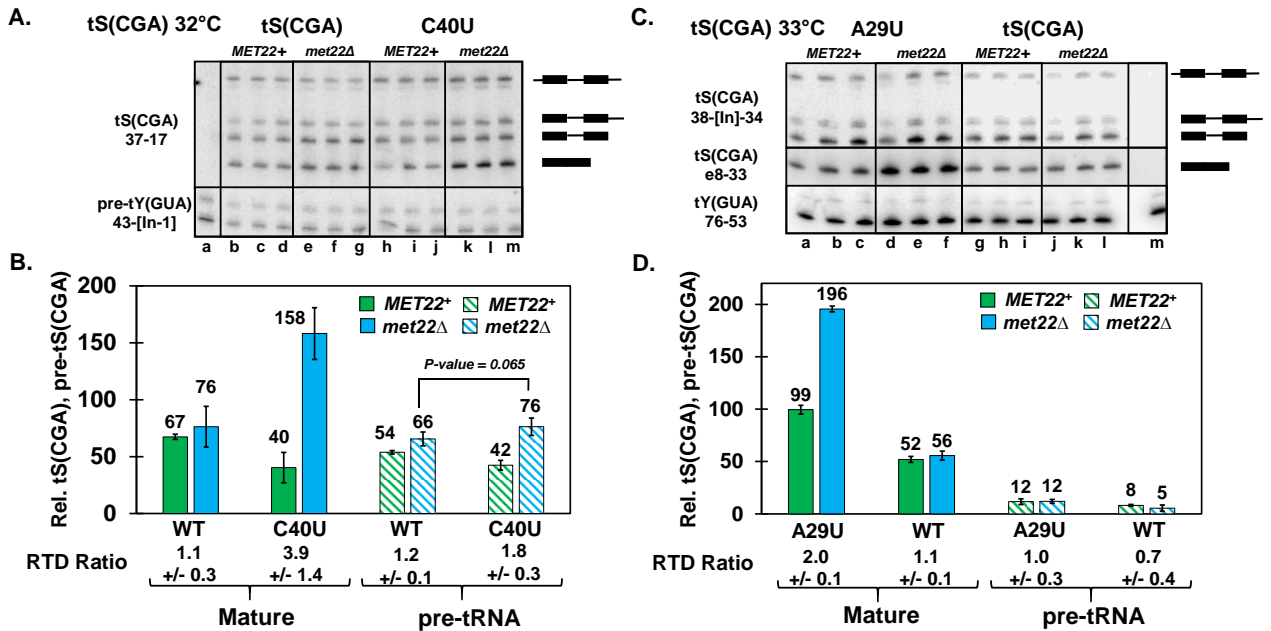 A.
tS(CGA) 32°C
tS(CGA)
C40U
MET22+
met22Δ
MET22+
met22Δ
tS(CGA)
37-17
pre-tY(GUA)
43-[In-1]
a b c d e f g h i j k l m
B.
Rel. tS(CGA), pre-tS(CGA)
200
150
100
50
0
MET22+
MET22+
met22Δ
met22Δ
P-value = 0.065
67
76
40
158
54
66
42
76
WT
C40U
WT
C40U
RTD Ratio
1.1
+/- 0.3
3.9
+/- 1.4
1.2
+/- 0.1
1.8
+/- 0.3
Mature
pre-tRNA
C.
tS(CGA) 33°C
A29U
tS(CGA)
MET22+
met22Δ
MET22+
met22Δ
tS(CGA)
38-[In]-34
tS(CGA)
e8-33
tY(GUA)
76-53
a b c d e f g h i j k l m
D.
Rel. tS(CGA), pre-tS(CGA)
200
150
100
50
0
MET22+
MET22+
met22Δ
met22Δ
99
196
52
56
12
12
8
5
A29U
WT
A29U
WT
RTD Ratio
2.0
+/- 0.1
1.1
+/- 0.1
1.0
+/- 0.3
0.7
+/- 0.4
Mature
pre-tRNA